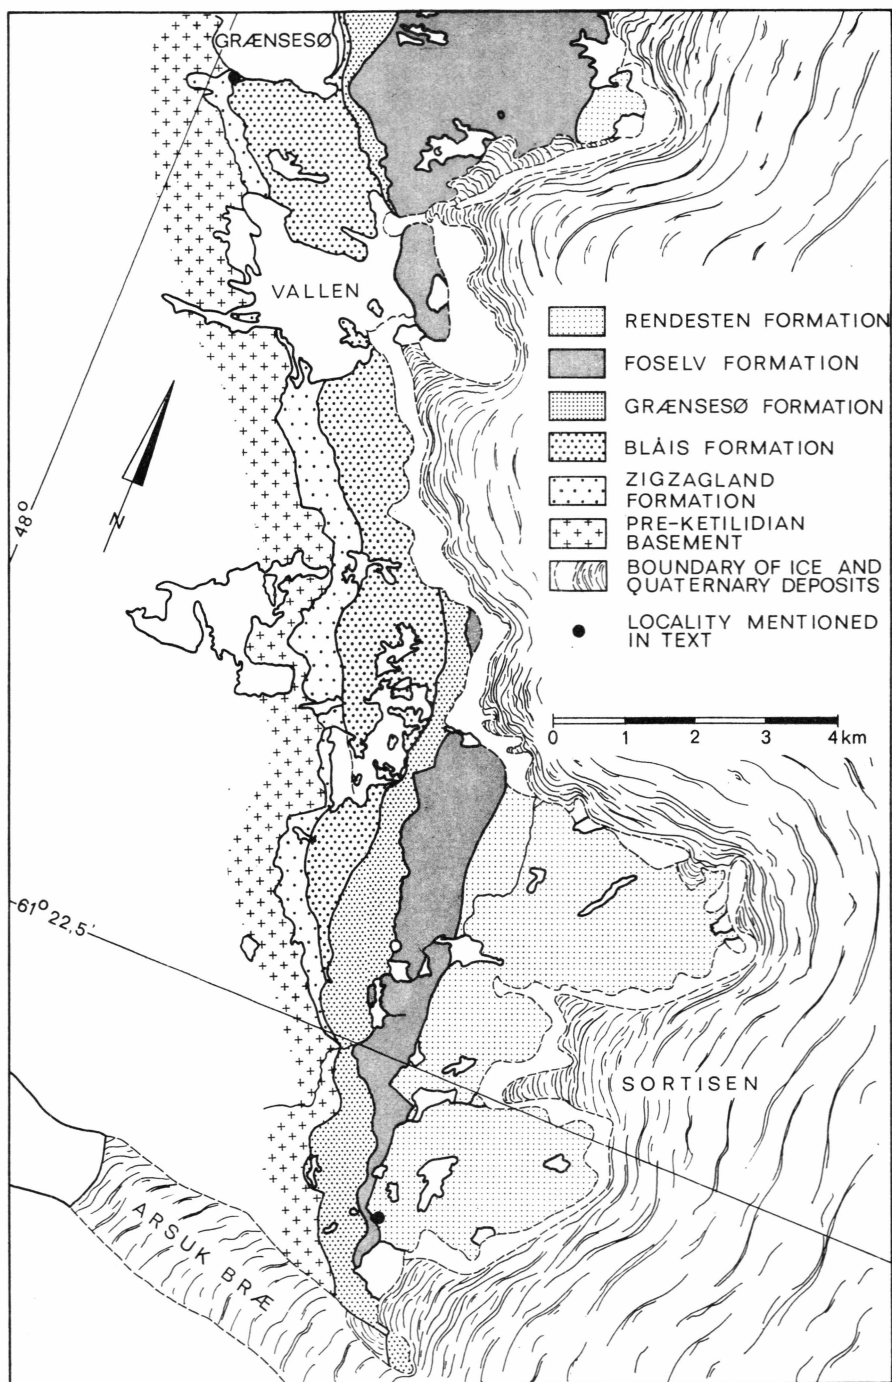 GRÆNSESØ
VALLEN
RENDESTEN FORMATION
FOSELV FORMATION
GRÆNSESØ FORMATION
BLÅIS FORMATION
ZIGZAGLAND
FORMATION
PRE-KETILIDIAN
BASEMENT
BOUNDARY OF ICE AND
QUATERNARY DEPOSITS
LOCALITY MENTIONED
IN TEXT
48°
N
0 1 2 3 4 km
61° 22,5'
SORTISEN
ARSUK BRÆ